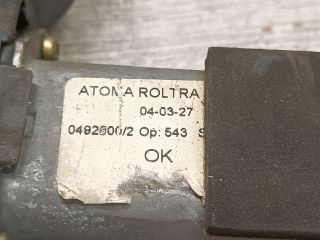 ATOMA ROLTRA
04-03-27
0492600/2 Op: 543 S
OK